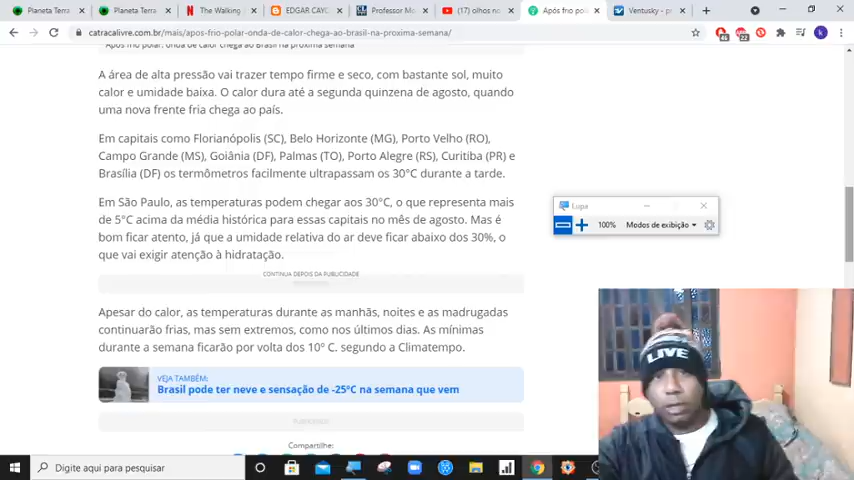 Planeta Terra
Planeta Terra
The Walking
EDGAR CAYC
Professor Mo
(17) olhos no
Após frio pol
Ventusky - p
catracalivre.com.br/mais/apos-frio-polar-onda-de-calor-chega-ao-brasil-na-proxima-semana/
Após frio polar: onda de calor chega ao Brasil na próxima semana
A área de alta pressão vai trazer tempo firme e seco, com bastante sol, muito
calor e umidade baixa. O calor dura até a segunda quinzena de agosto, quando
uma nova frente fria chega ao país.
Em capitais como Florianópolis (SC), Belo Horizonte (MG), Porto Velho (RO),
Campo Grande (MS), Goiânia (DF), Palmas (TO), Porto Alegre (RS), Curitiba (PR) e
Brasília (DF) os termômetros facilmente ultrapassam os 30°C durante a tarde.
Em São Paulo, as temperaturas podem chegar aos 30°C, o que representa mais
de 5°C acima da média histórica para essas capitais no mês de agosto. Mas é
bom ficar atento, já que a umidade relativa do ar deve ficar abaixo dos 30%, o
que vai exigir atenção à hidratação.
CONTINUA DEPOIS DA PUBLICIDADE
Lupa
100%
Modos de exibição
Apesar do calor, as temperaturas durante as manhãs, noites e as madrugadas
continuarão frias, mas sem extremos, como nos últimos dias. As mínimas
durante a semana ficarão por volta dos 10º C. segundo a Climatempo.
VEJA TAMBÉM:
Brasil pode ter neve e sensação de -25ºC na semana que vem
PUBLICIDADE
Compartilhe:
LIVE
Digite aqui para pesquisar